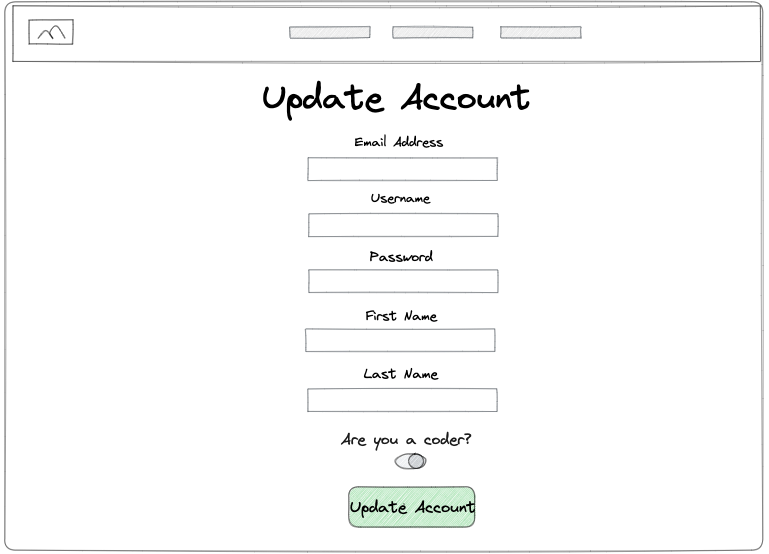 Update Account
Email Address
Username
Password
First Name
Last Name
Are you a coder?
Update Account